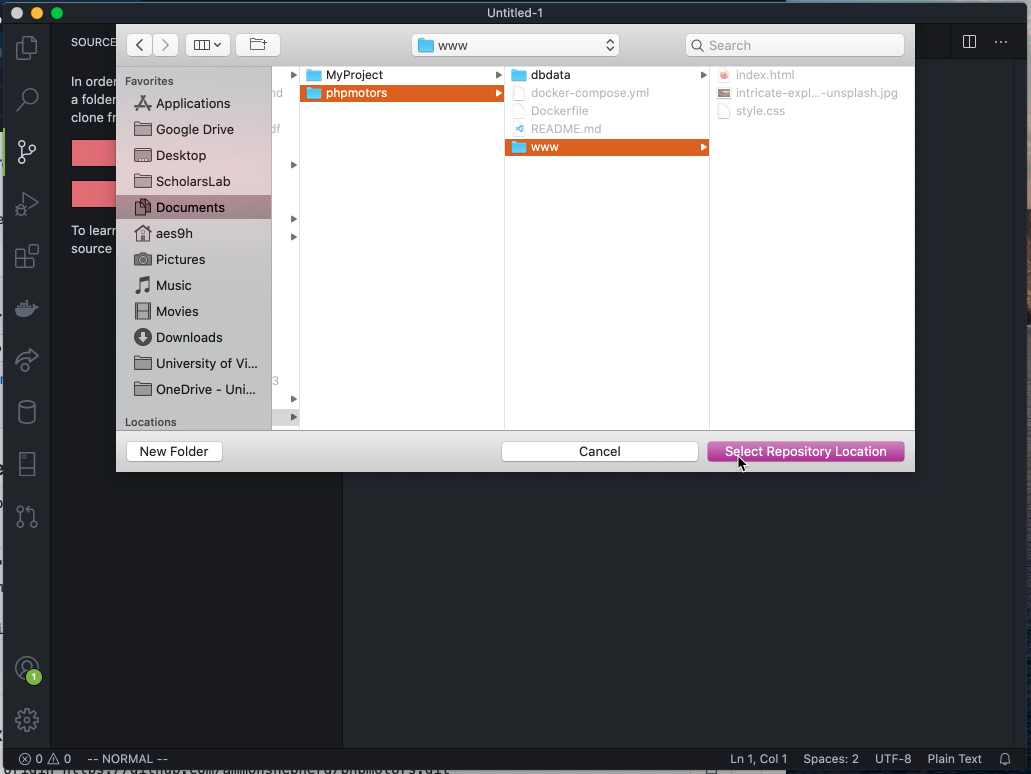 Untitled-1
www
Search
SOURCE
In order
a folder
clone fr
To learn
source
Favorites
Applications
Google Drive
Desktop
ScholarsLab
Documents
aes9h
Pictures
Music
Movies
Downloads
University of Vi...
OneDrive - Uni...
Locations
nd
df
3
MyProject
phpmotors
dbdata
docker-compose.yml
Dockerfile
README.md
www
index.html
intricate-expl...-unsplash.jpg
style.css
New Folder
Cancel
Select Repository Location
1
0 0 -- NORMAL --
Ln 1, Col 1
Spaces: 2
UTF-8
Plain Text